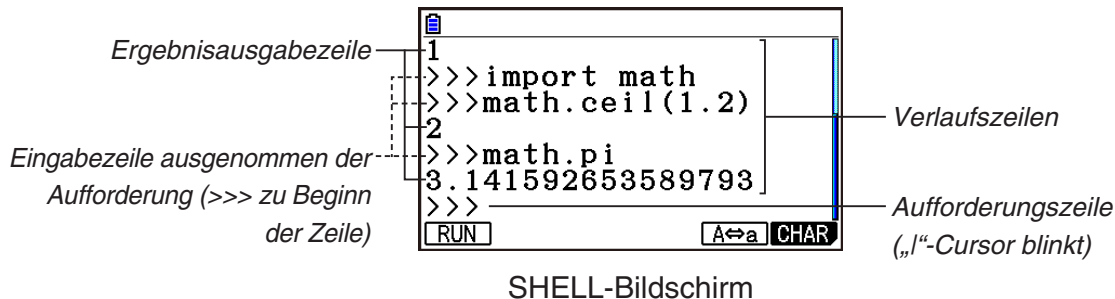 Ergebnisausgabezeile
Eingabezeile ausgenommen der
Aufforderung (>>> zu Beginn
der Zeile)
1
>>>import math
>>>math.ceil(1.2)
2
>>>math.pi
3.141592653589793
>>>
RUN A⇔a CHAR
Verlaufszeilen
Aufforderungszeile
(„|“-Cursor blinkt)
SHELL-Bildschirm